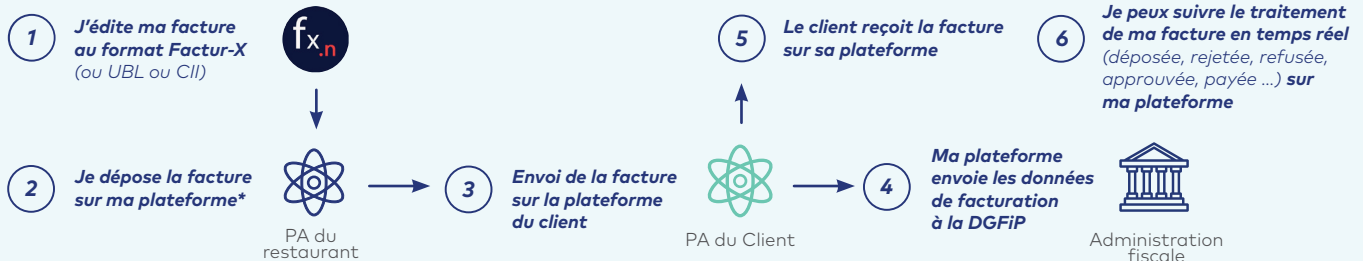 1
J’édite ma facture
au format Factur-X
(ou UBL ou CII)
fx.n
2
Je dépose la facture
sur ma plateforme*
PA du
restaurant
3
Envoi de la facture
sur la plateforme
du client
PA du Client
4
Ma plateforme
envoie les données
de facturation
à la DGFiP
Administration
fiscale
5
Le client reçoit la facture
sur sa plateforme
6
Je peux suivre le traitement
de ma facture en temps réel
(déposée, rejetée, refusée,
approuvée, payée ...) sur
ma plateforme